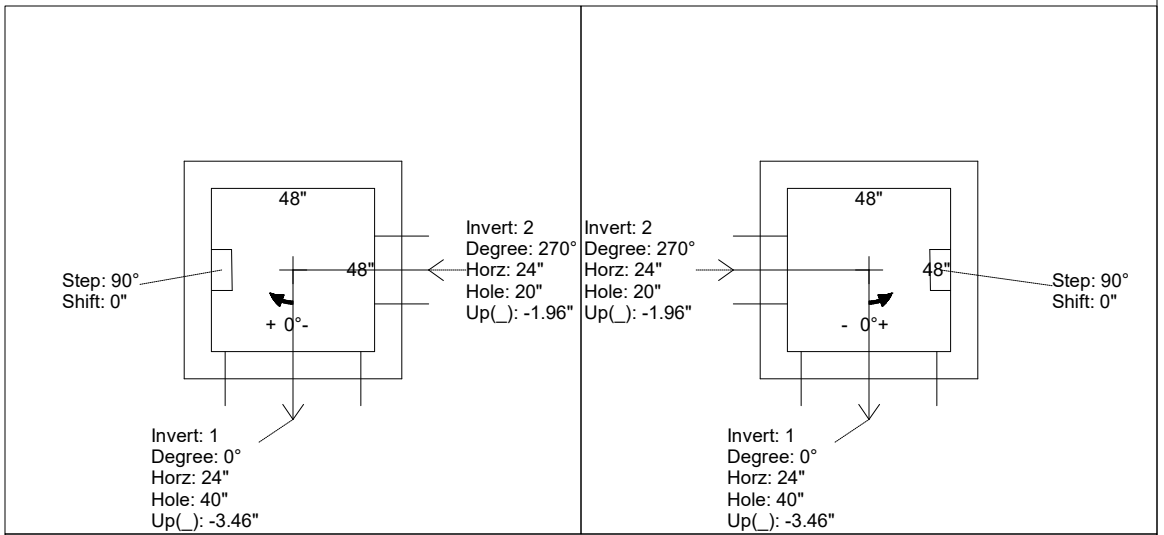 48"
48"
Step: 90°
Shift: 0"
+ 0°-
Invert: 2
Degree: 270°
Horz: 24"
Hole: 20"
Up(_): -1.96"
Invert: 1
Degree: 0°
Horz: 24"
Hole: 40"
Up(_): -3.46"
Invert: 2
Degree: 270°
Horz: 24"
Hole: 20"
Up(_): -1.96"
48"
48"
- 0°+
Step: 90°
Shift: 0"
Invert: 1
Degree: 0°
Horz: 24"
Hole: 40"
Up(_): -3.46"